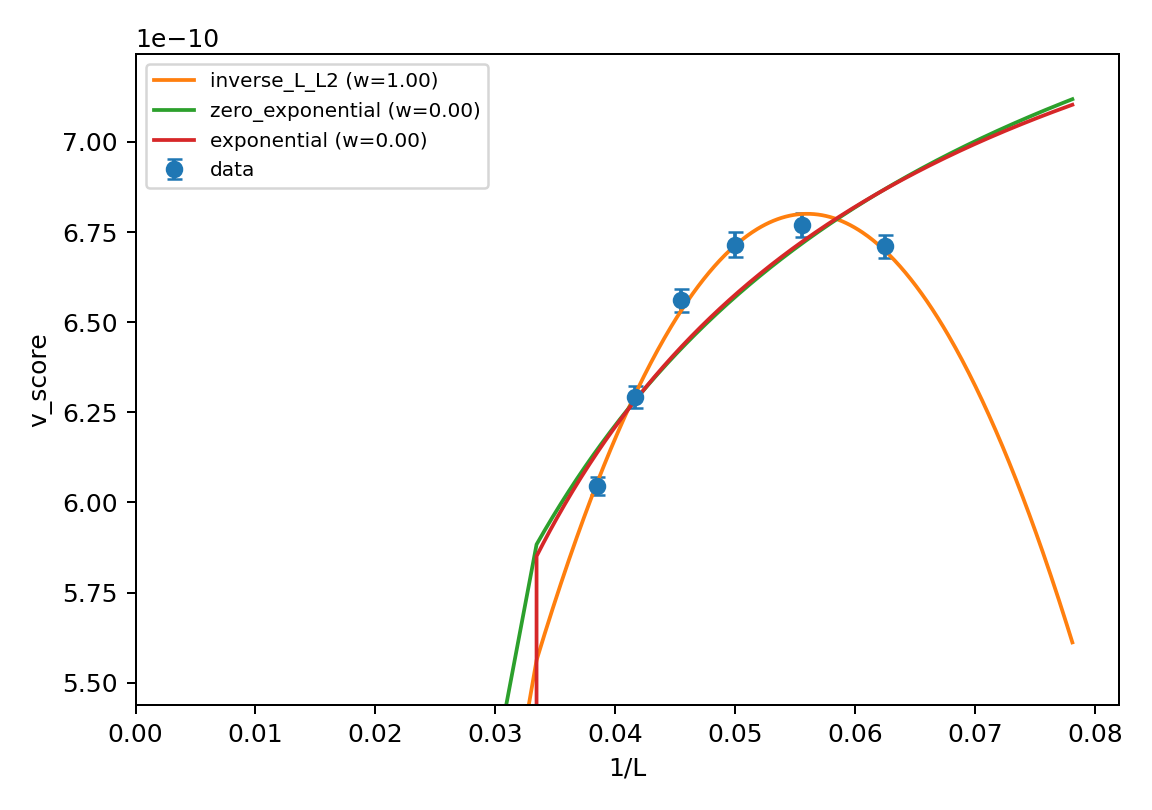 1e−10
inverse_L_L2 (w=1.00)
zero_exponential (w=0.00)
exponential (w=0.00)
data
7.00
6.75
6.50
6.25
6.00
5.75
5.50
v_score
0.00 0.01 0.02 0.03 0.04 0.05 0.06 0.07 0.08
1/L